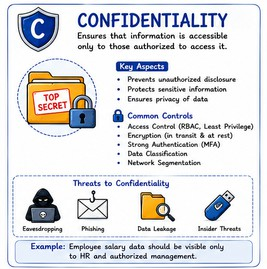 C
CONFIDENTIALITY
Ensures that information is accessible
only to those authorized to access it.
TOP
SECRET
Key Aspects
• Prevents unauthorized disclosure
• Protects sensitive information
• Ensures privacy of data
Common Controls
• Access Control (RBAC, Least Privilege)
• Encryption (in transit & at rest)
• Strong Authentication (MFA)
• Data Classification
• Network Segmentation
Threats to Confidentiality
Eavesdropping
Phishing
Data Leakage
Insider Threats
Example: Employee salary data should be visible only
to HR and authorized management.